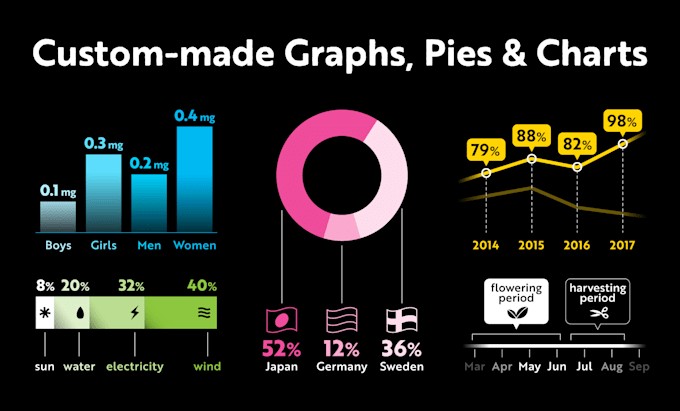 Custom-made Graphs, Pies & Charts
0.1 mg
0.3 mg
0.2 mg
0.4 mg
Boys Girls Men Women
8% 20% 32% 40%
sun water electricity wind
52% 12% 36%
Japan Germany Sweden
79%
88%
82%
98%
2014 2015 2016 2017
flowering
period
harvesting
period
Mar Apr May Jun Jul Aug Sep